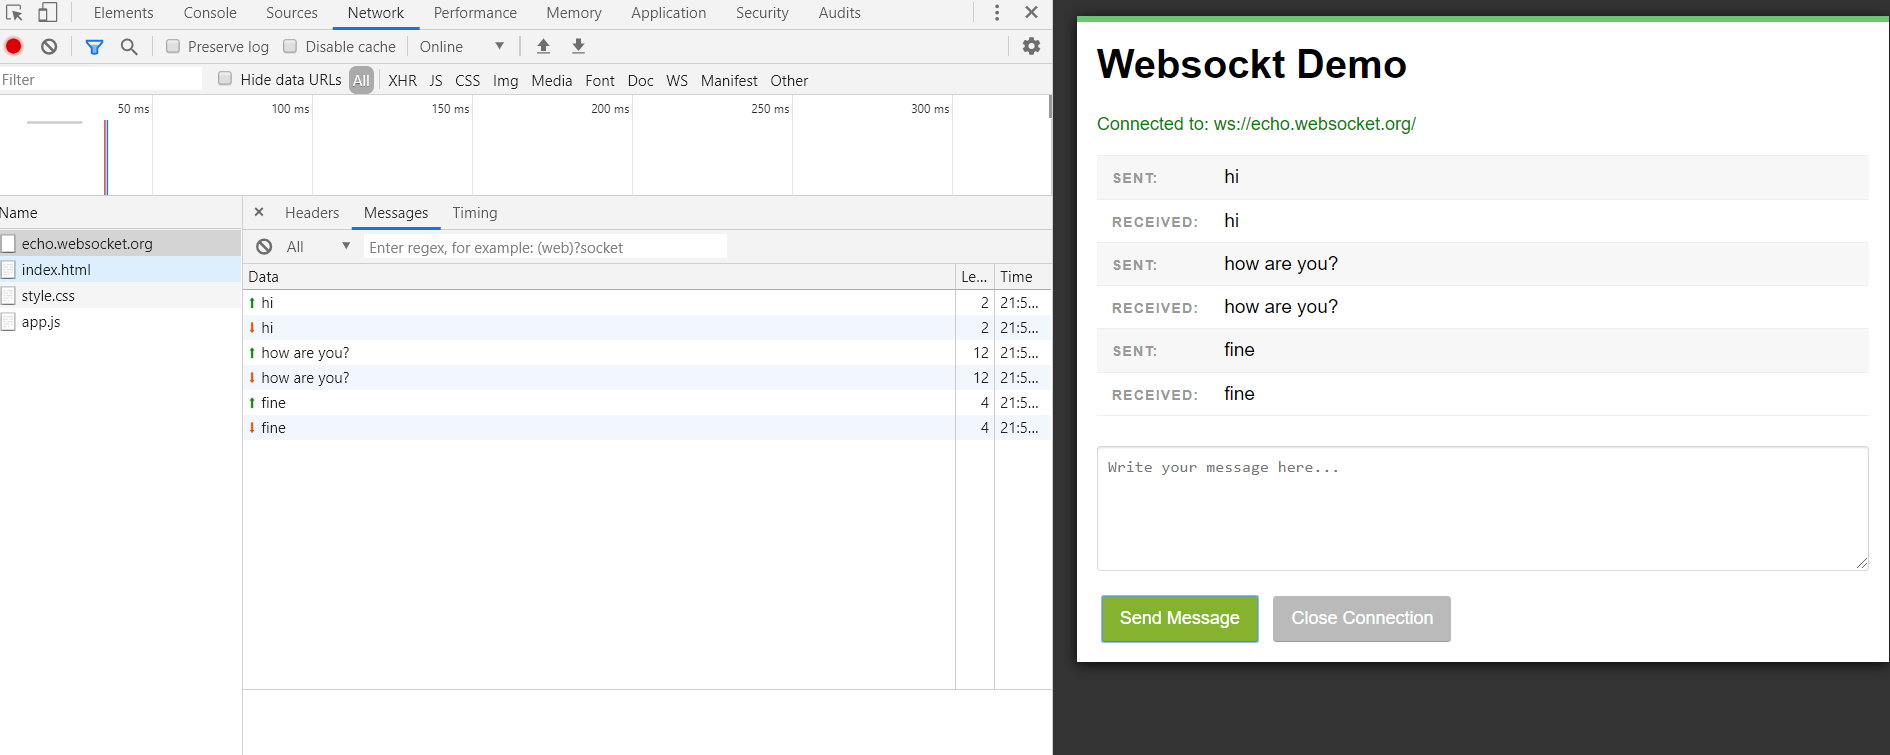 Elements Console Sources Network Performance Memory Application Security Audits
Preserve log Disable cache Online
Filter Hide data URLs All XHR JS CSS Img Media Font Doc WS Manifest Other
50 ms 100 ms 150 ms 200 ms 250 ms 300 ms
Name
echo.websocket.org
index.html
style.css
app.js
Headers Messages Timing
All Enter regex, for example: (web)?socket
Data Le... Time
hi 2 21:5...
hi 2 21:5...
how are you? 12 21:5...
how are you? 12 21:5...
fine 4 21:5...
fine 4 21:5...
Websockt Demo
Connected to: ws://echo.websocket.org/
SENT: hi
RECEIVED: hi
SENT: how are you?
RECEIVED: how are you?
SENT: fine
RECEIVED: fine
Write your message here...
Send Message Close Connection